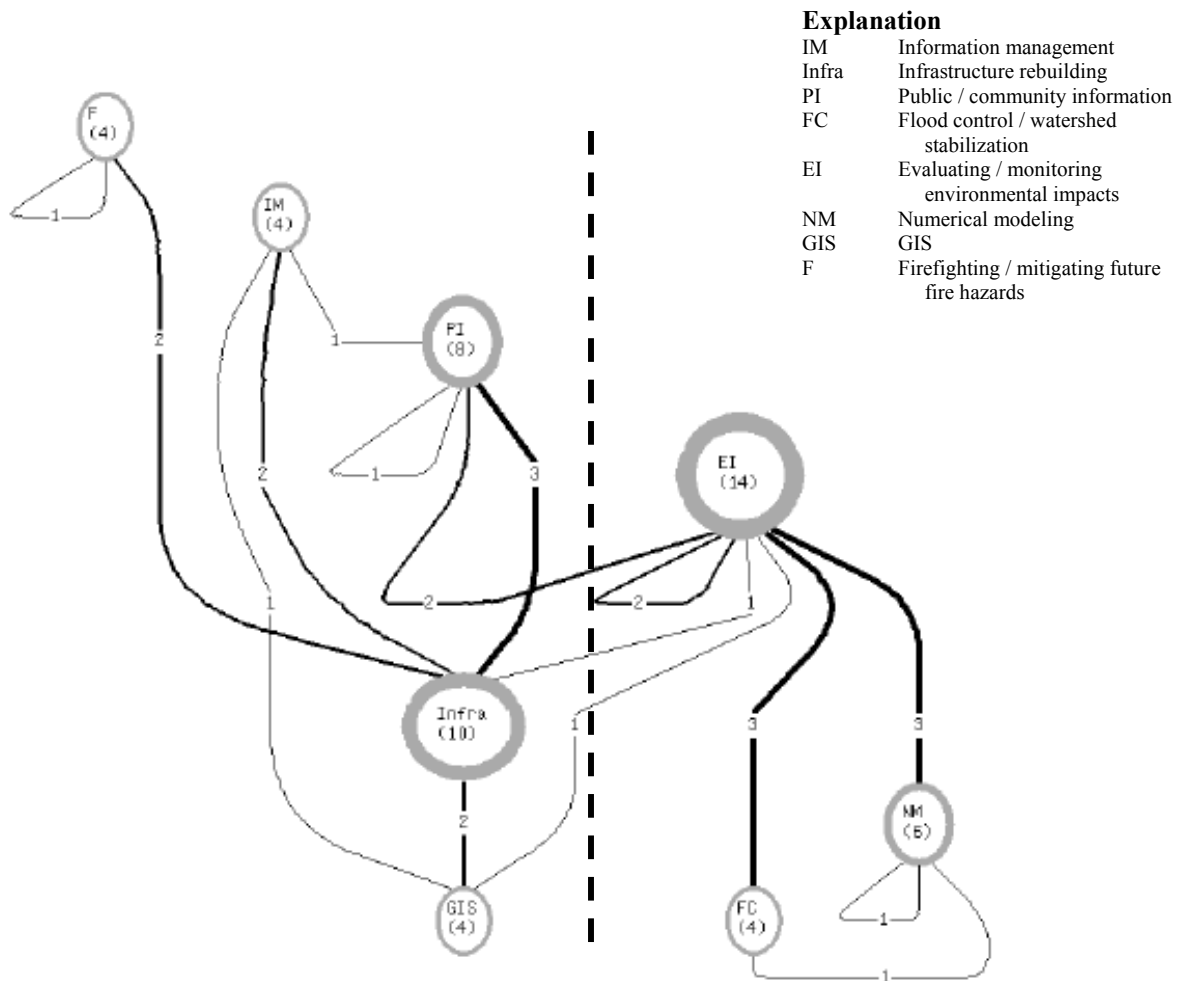 Explanation
IM Information management
Infra Infrastructure rebuilding
PI Public / community information
FC Flood control / watershed
stabilization
EI Evaluating / monitoring
environmental impacts
NM Numerical modeling
GIS GIS
F Firefighting / mitigating future
fire hazards
F
(4)
1
IM
(4)
2
1
PI
(8)
1
2
3
EI
(14)
1
2
2
1
Infra
(10)
1
3
3
2
NM
(6)
GIS
(4)
FC
(4)
1
1